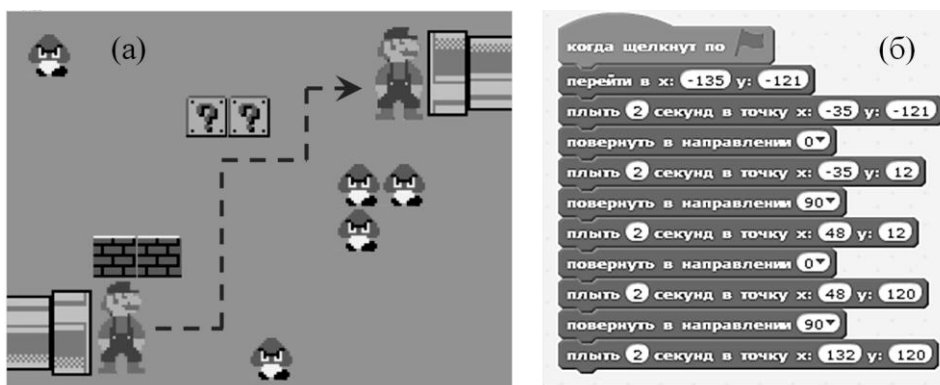 (а)
? ?
(б)
когда щелкнут по
перейти в x: -135 y: -121
плыть 2 секунд в точку x: -35 y: -121
повернуть в направлении 0
плыть 2 секунд в точку x: -35 y: 12
повернуть в направлении 90
плыть 2 секунд в точку x: 48 y: 12
повернуть в направлении 0
плыть 2 секунд в точку x: 48 y: 120
повернуть в направлении 90
плыть 2 секунд в точку x: 132 y: 120